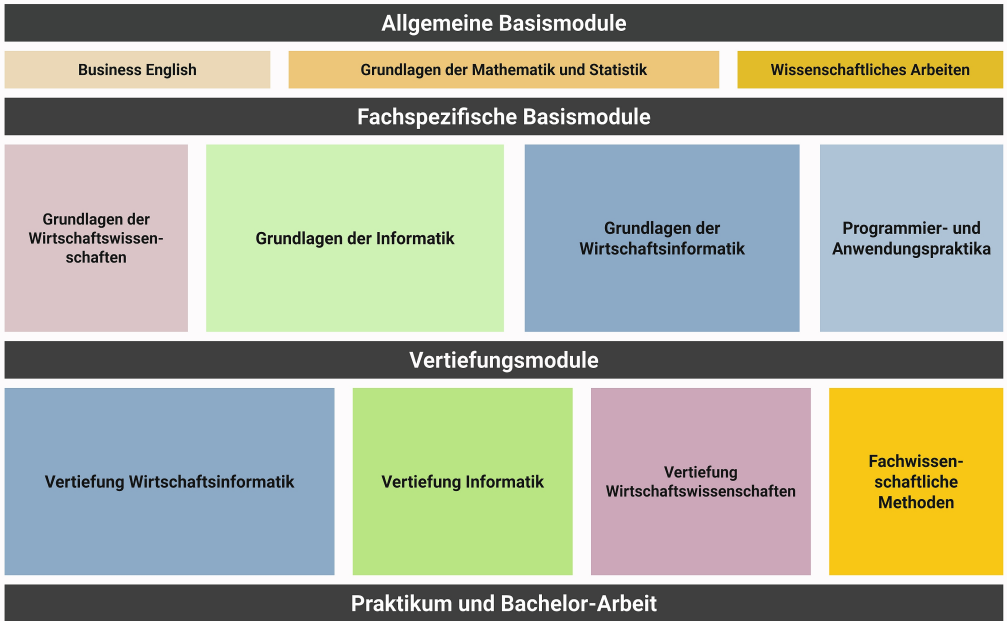 Allgemeine Basismodule
Business English
Grundlagen der Mathematik und Statistik
Wissenschaftliches Arbeiten
Fachspezifische Basismodule
Grundlagen der
Wirtschaftswissen-
schaften
Grundlagen der Informatik
Grundlagen der
Wirtschaftsinformatik
Programmier- und
Anwendungspraktika
Vertiefungsmodule
Vertiefung Wirtschaftsinformatik
Vertiefung Informatik
Vertiefung
Wirtschaftswissenschaften
Fachwissen-
schaftliche
Methoden
Praktikum und Bachelor-Arbeit